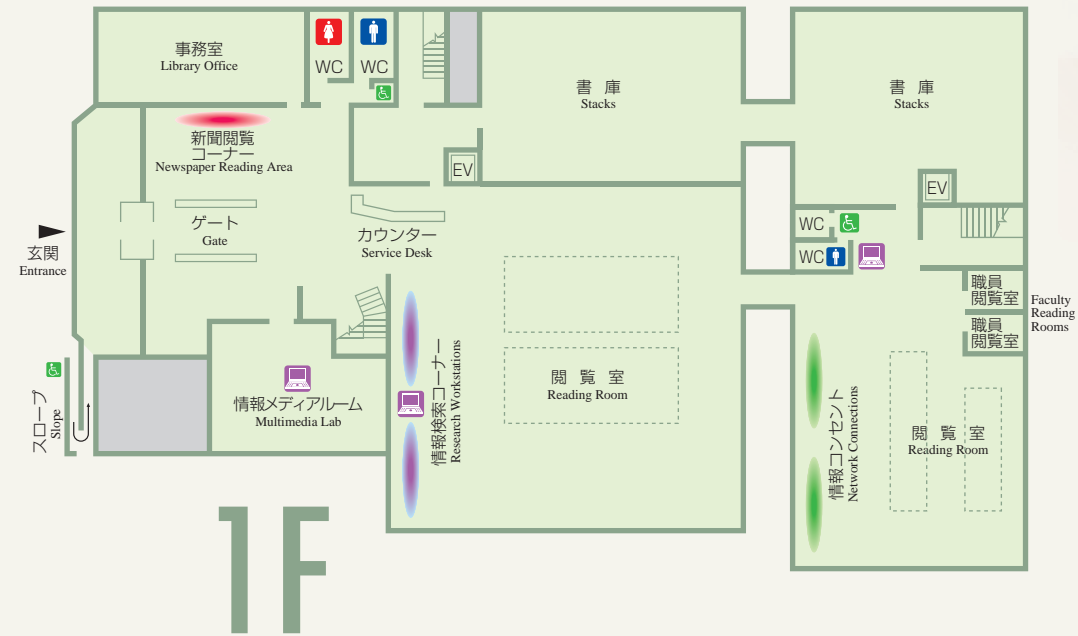 事務室
Library Office
WC
WC
書 庫
Stacks
書 庫
Stacks
新聞閲覧
コーナー
Newspaper Reading Area
EV
EV
ゲート
Gate
カウンター
Service Desk
玄関
Entrance
WC
WC
職員
閲覧室
職員
閲覧室
Faculty
Reading
Rooms
スロープ
Slope
情報メディアルーム
Multimedia Lab
情報検索コーナー
Research Workstations
閲 覧 室
Reading Room
情報コンセント
Network Connections
閲 覧 室
Reading Room
1F